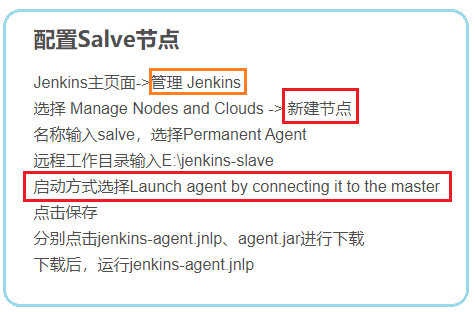 配置Salve节点
Jenkins主页面->管理 Jenkins
选择 Manage Nodes and Clouds -> 新建节点
名称输入salve，选择Permanent Agent
远程工作目录输入E:\jenkins-slave
启动方式选择Launch agent by connecting it to the master
点击保存
分别点击jenkins-agent.jnlp、agent.jar进行下载
下载后，运行jenkins-agent.jnlp